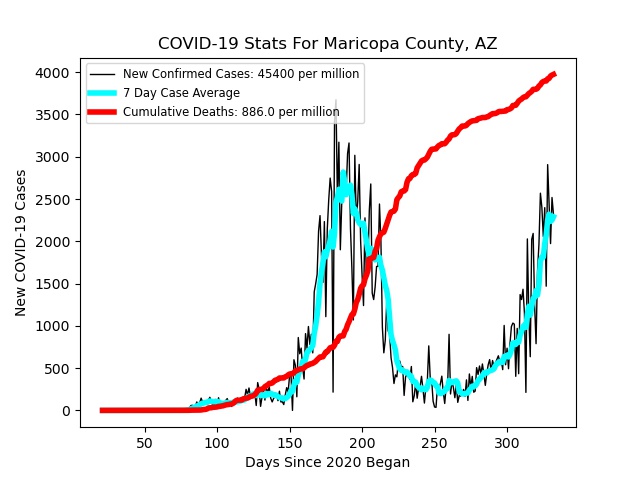 COVID-19 Stats For Maricopa County, AZ
New Confirmed Cases: 45400 per million
7 Day Case Average
Cumulative Deaths: 886.0 per million
New COVID-19 Cases
4000
3500
3000
2500
2000
1500
1000
500
0
50 100 150 200 250 300
Days Since 2020 Began